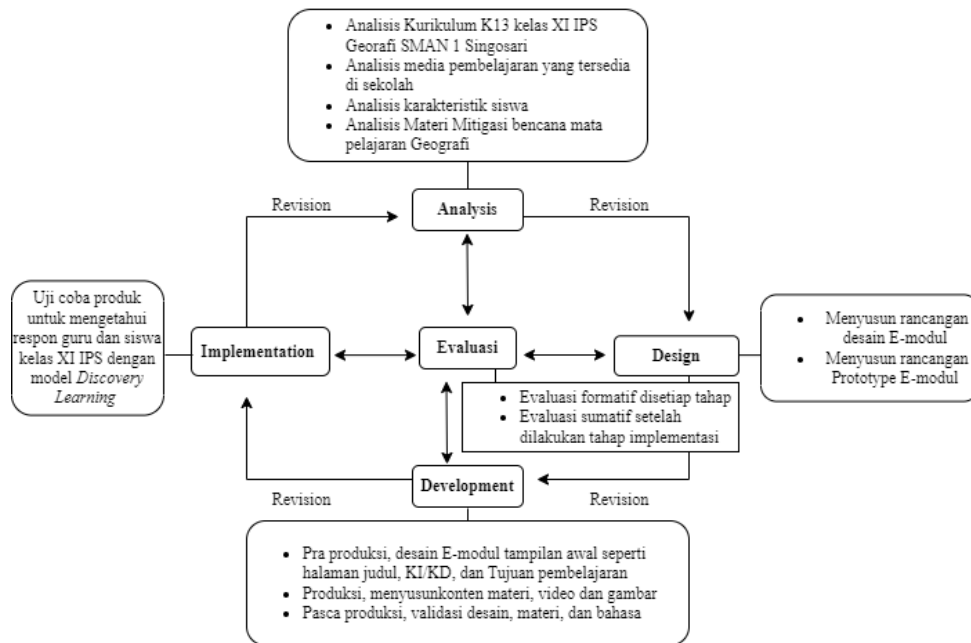 • Analisis Kurikulum K13 kelas XI IPS
Georafi SMAN 1 Singosari
• Analisis media pembelajaran yang tersedia
di sekolah
• Analisis karakteristik siswa
• Analisis Materi Mitigasi bencana mata
pelajaran Geografi
Revision
Analysis
Revision
Uji coba produk
untuk mengetahui
respon guru dan siswa
kelas XI IPS dengan
model Discovery
Learning
Implementation
Evaluasi
Design
• Menyusun rancangan
desain E-modul
• Menyusun rancangan
Prototype E-modul
• Evaluasi formatif disetiap tahap
• Evaluasi sumatif setelah
dilakukan tahap implementasi
Development
Revision
Revision
• Pra produksi, desain E-modul tampilan awal seperti
halaman judul, KI/KD, dan Tujuan pembelajaran
• Produksi, menyusunkonten materi, video dan gambar
• Pasca produksi, validasi desain, materi, dan bahasa